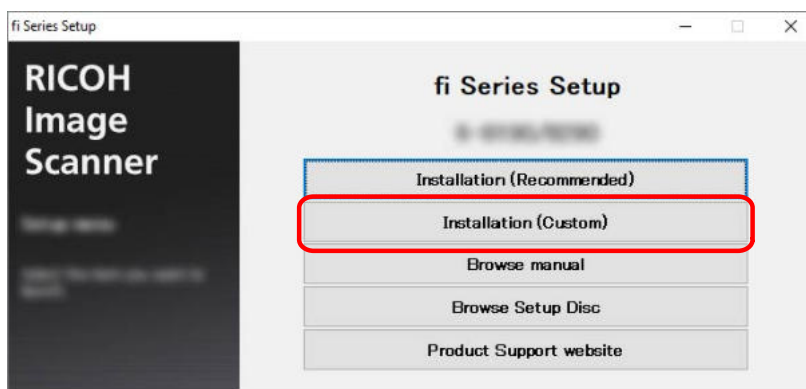 fi Series Setup
RICOH
Image
Scanner
fi Series Setup
Installation (Recommended)
Installation (Custom)
Browse manual
Browse Setup Disc
Product Support website